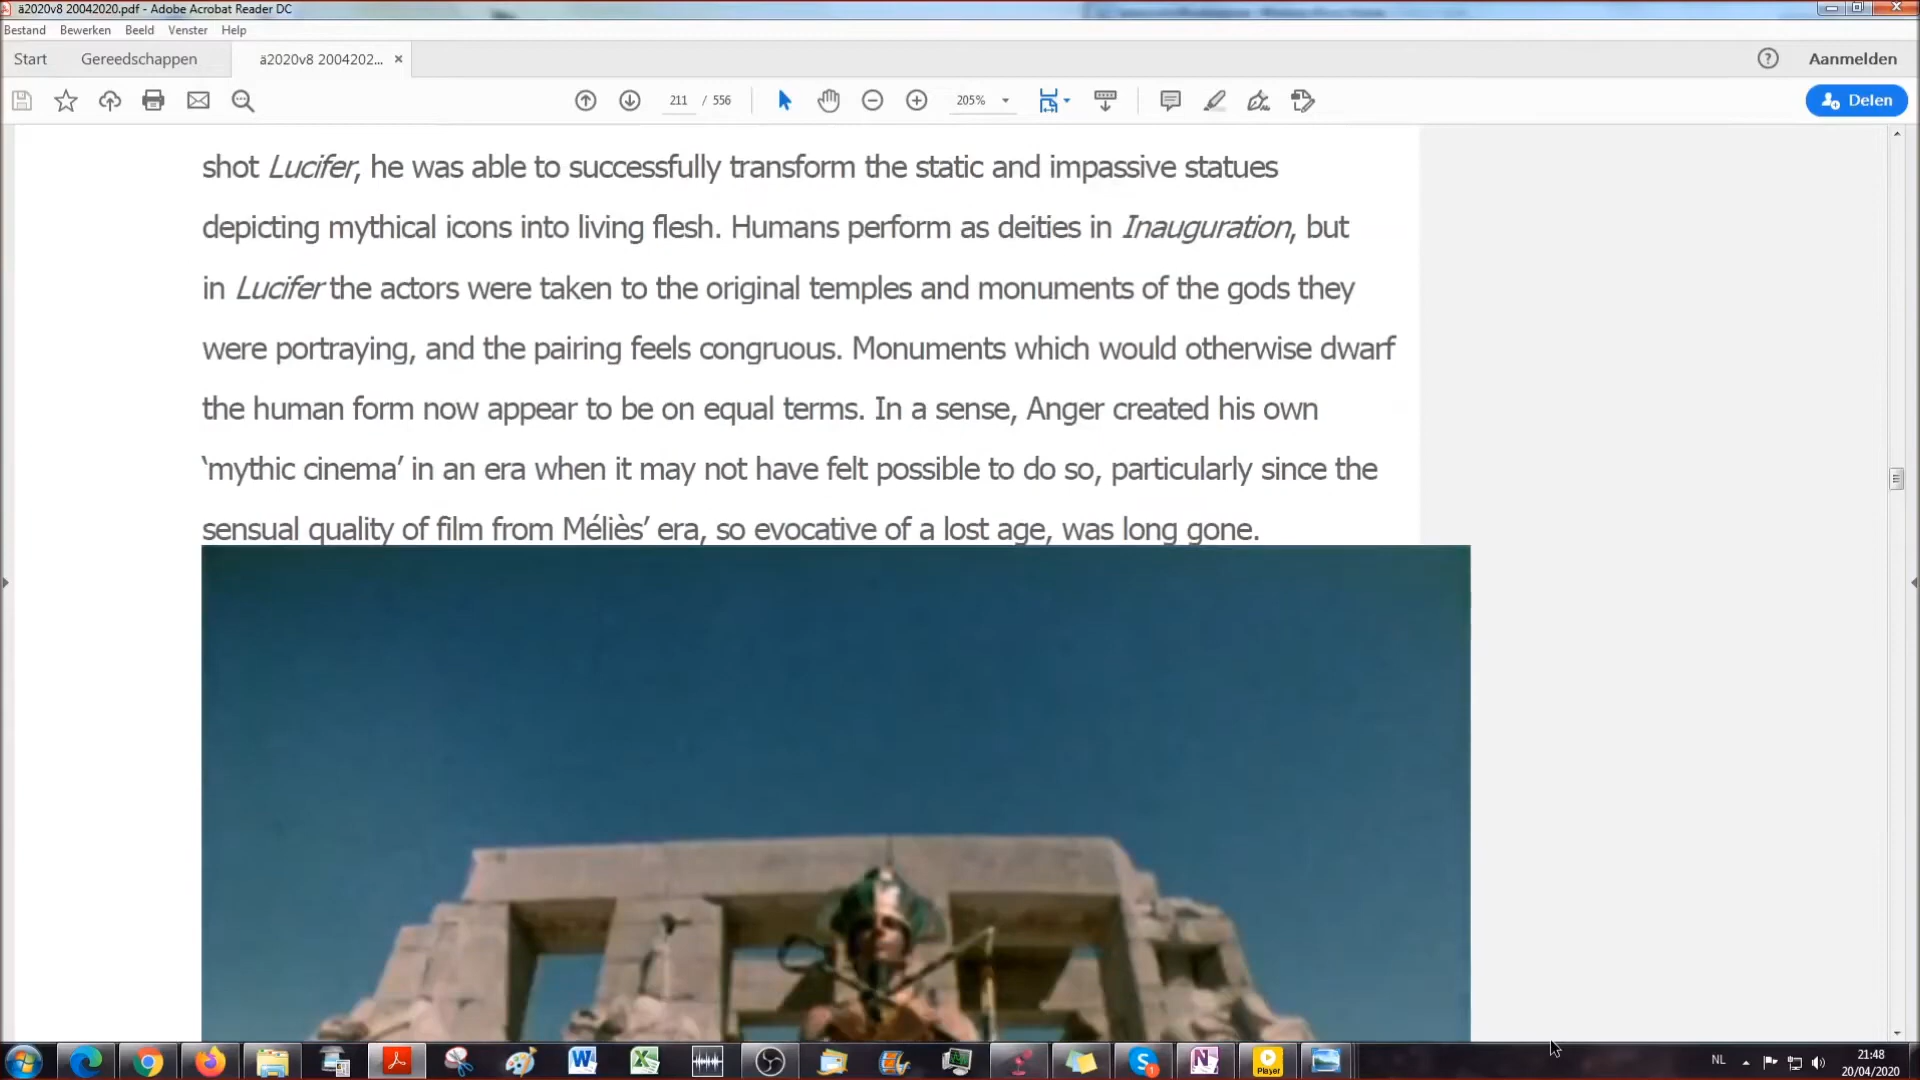 ä2020v8 20042020.pdf - Adobe Acrobat Reader DC
Bestand Bewerken Beeld Venster Help
Start Gereedschappen ä2020v8 2004202... × Aanmelden
211 / 556 205% Delen
shot Lucifer, he was able to successfully transform the static and impassive statues
depicting mythical icons into living flesh. Humans perform as deities in Inauguration, but
in Lucifer the actors were taken to the original temples and monuments of the gods they
were portraying, and the pairing feels congruous. Monuments which would otherwise dwarf
the human form now appear to be on equal terms. In a sense, Anger created his own
‘mythic cinema’ in an era when it may not have felt possible to do so, particularly since the
sensual quality of film from Méliès’ era, so evocative of a lost age, was long gone.
Player
NL 21:48
20/04/2020